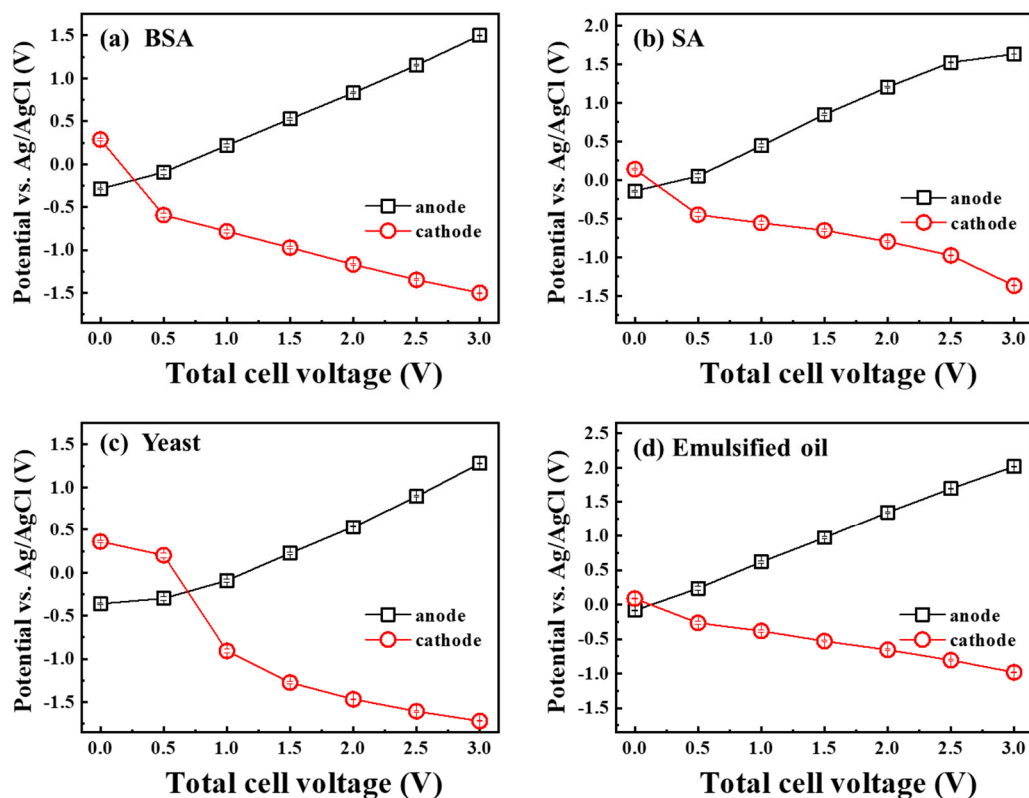 (a) BSA
Potential vs. Ag/AgCl (V)
1.5
1.0
0.5
0.0
-0.5
-1.0
-1.5
anode
cathode
0.0 0.5 1.0 1.5 2.0 2.5 3.0
Total cell voltage (V)
(b) SA
Potential vs. Ag/AgCl (V)
2.0
1.5
1.0
0.5
0.0
-0.5
-1.0
-1.5
anode
cathode
0.0 0.5 1.0 1.5 2.0 2.5 3.0
Total cell voltage (V)
(c) Yeast
Potential vs. Ag/AgCl (V)
1.5
1.0
0.5
0.0
-0.5
-1.0
-1.5
anode
cathode
0.0 0.5 1.0 1.5 2.0 2.5 3.0
Total cell voltage (V)
(d) Emulsified oil
Potential vs. Ag/AgCl (V)
2.5
2.0
1.5
1.0
0.5
0.0
-0.5
-1.0
-1.5
anode
cathode
0.0 0.5 1.0 1.5 2.0 2.5 3.0
Total cell voltage (V)